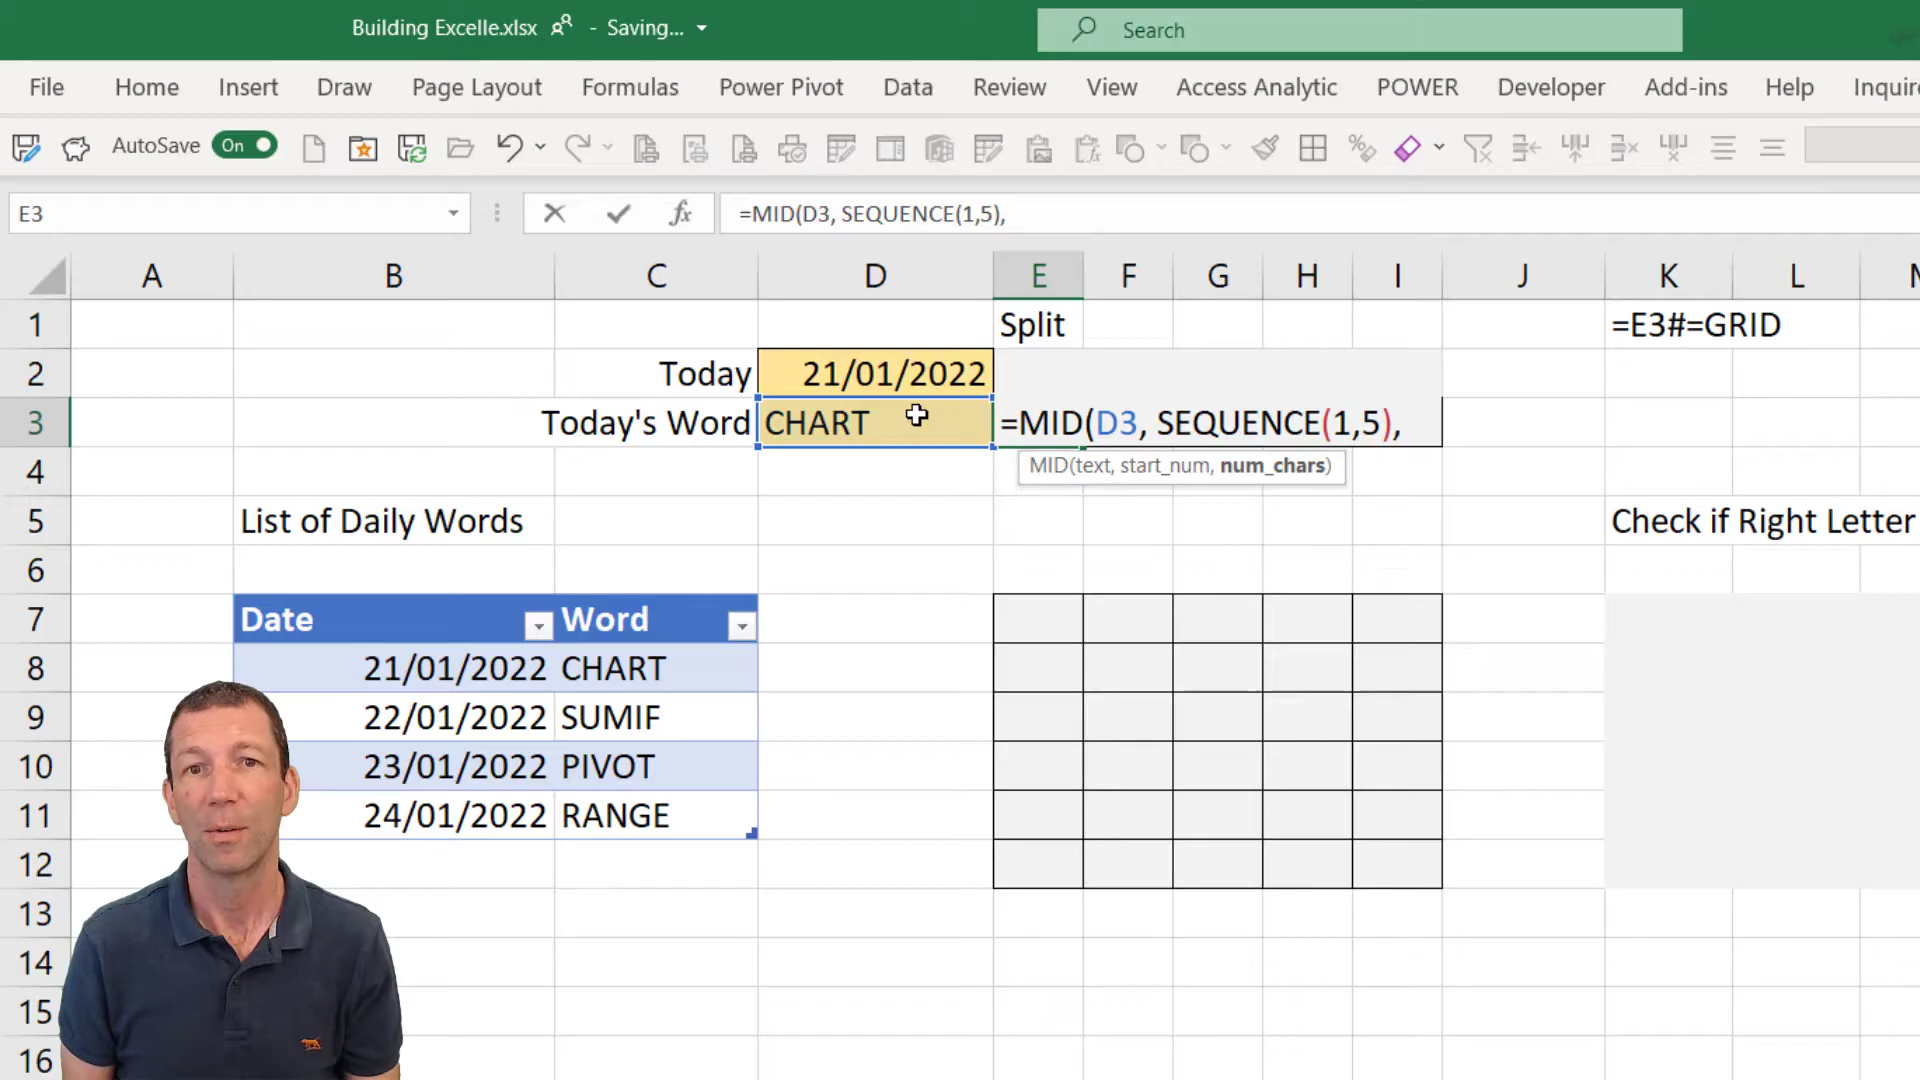 Building Excelle.xlsx - Saving...
Search
File Home Insert Draw Page Layout Formulas Power Pivot Data Review View Access Analytic POWER Developer Add-ins Help Inquire
AutoSave On
E3 fx =MID(D3, SEQUENCE(1,5),
A B C D E F G H I J K L M
1 Split =E3#=GRID
2 Today 21/01/2022
3 Today's Word CHART =MID(D3, SEQUENCE(1,5),
4 MID(text, start_num, num_chars)
5 List of Daily Words Check if Right Letter
6
7 Date Word
8 21/01/2022 CHART
9 22/01/2022 SUMIF
10 23/01/2022 PIVOT
11 24/01/2022 RANGE
12
13
14
15
16